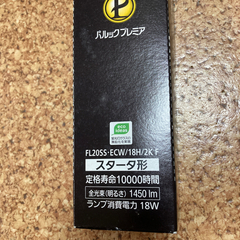 P
パルックプレミア
eco ideas
FL20SS・ECW/18H/2K F
スタータ形
定格寿命10000時間
全光束(明るさ) 1450 lm
ランプ消費電力 18W